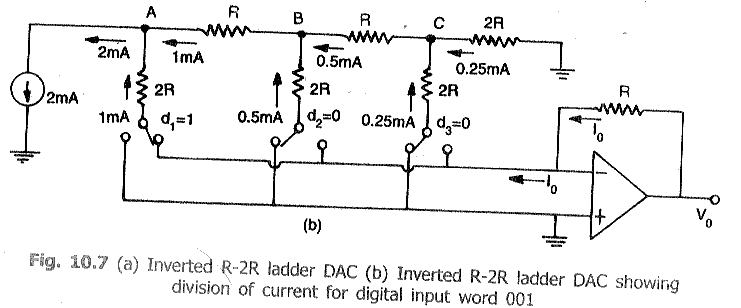 A R B R C 2R
2mA 1mA 0.5mA 0.25mA
2mA 2R 2R 2R R
1mA d₁=1 0.5mA d₂=0 0.25mA d₃=0 I₀
I₀
− +
V₀
(b)
Fig. 10.7 (a) Inverted R-2R ladder DAC (b) Inverted R-2R ladder DAC showing
division of current for digital input word 001